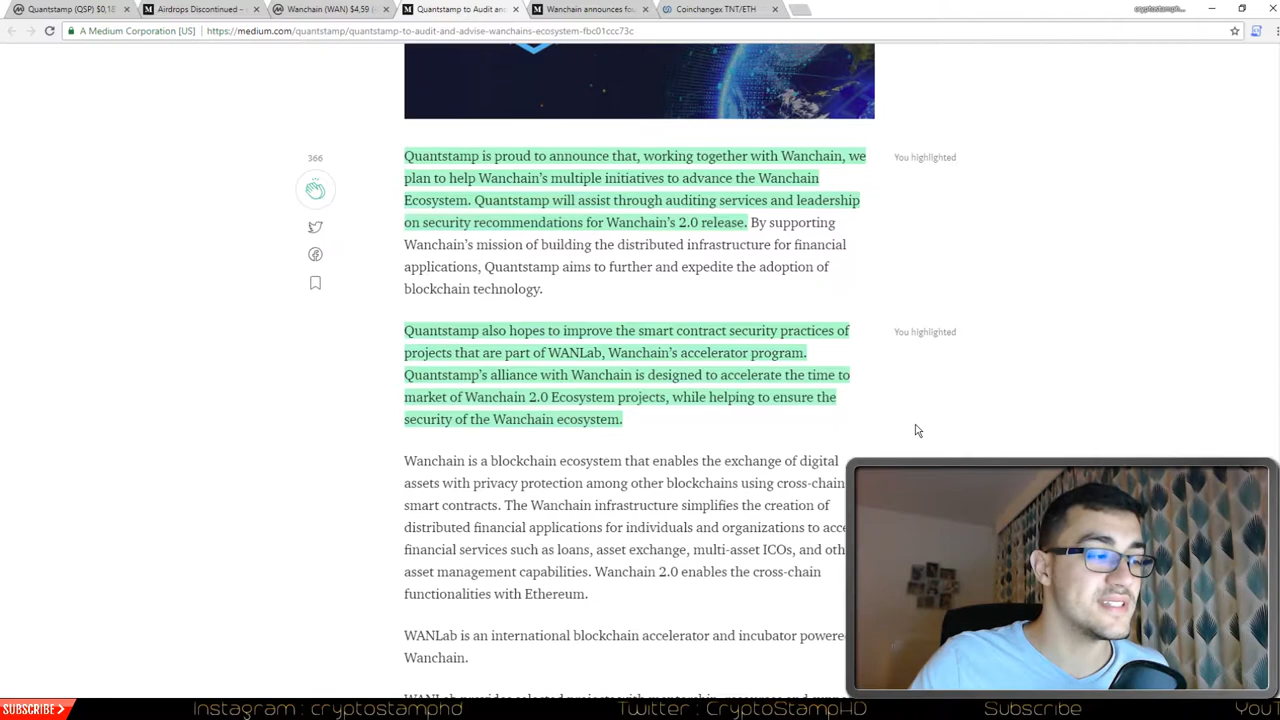 Quantstamp (QSP) $0,18
Airdrops Discontinued -
Wanchain (WAN) $4,59 (
Quantstamp to Audit and
Wanchain announces fou
Coinchangex TNT/ETH
A Medium Corporation [US]
https://medium.com/quantstamp/quantstamp-to-audit-and-advise-wanchains-ecosystem-fbc01ccc73c
Quantstamp is proud to announce that, working together with Wanchain, we
plan to help Wanchain’s multiple initiatives to advance the Wanchain
Ecosystem. Quantstamp will assist through auditing services and leadership
on security recommendations for Wanchain’s 2.0 release. By supporting
Wanchain’s mission of building the distributed infrastructure for financial
applications, Quantstamp aims to further and expedite the adoption of
blockchain technology.
You highlighted
366
Quantstamp also hopes to improve the smart contract security practices of
projects that are part of WANLab, Wanchain’s accelerator program.
Quantstamp’s alliance with Wanchain is designed to accelerate the time to
market of Wanchain 2.0 Ecosystem projects, while helping to ensure the
security of the Wanchain ecosystem.
You highlighted
Wanchain is a blockchain ecosystem that enables the exchange of digital
assets with privacy protection among other blockchains using cross-chain
smart contracts. The Wanchain infrastructure simplifies the creation of
distributed financial applications for individuals and organizations to acce
financial services such as loans, asset exchange, multi-asset ICOs, and oth
asset management capabilities. Wanchain 2.0 enables the cross-chain
functionalities with Ethereum.
WANLab is an international blockchain accelerator and incubator powere
Wanchain.
SUBSCRIBE
Instagram : cryptostamphd
Twitter : CryptoStampHD
Subscribe
YouT